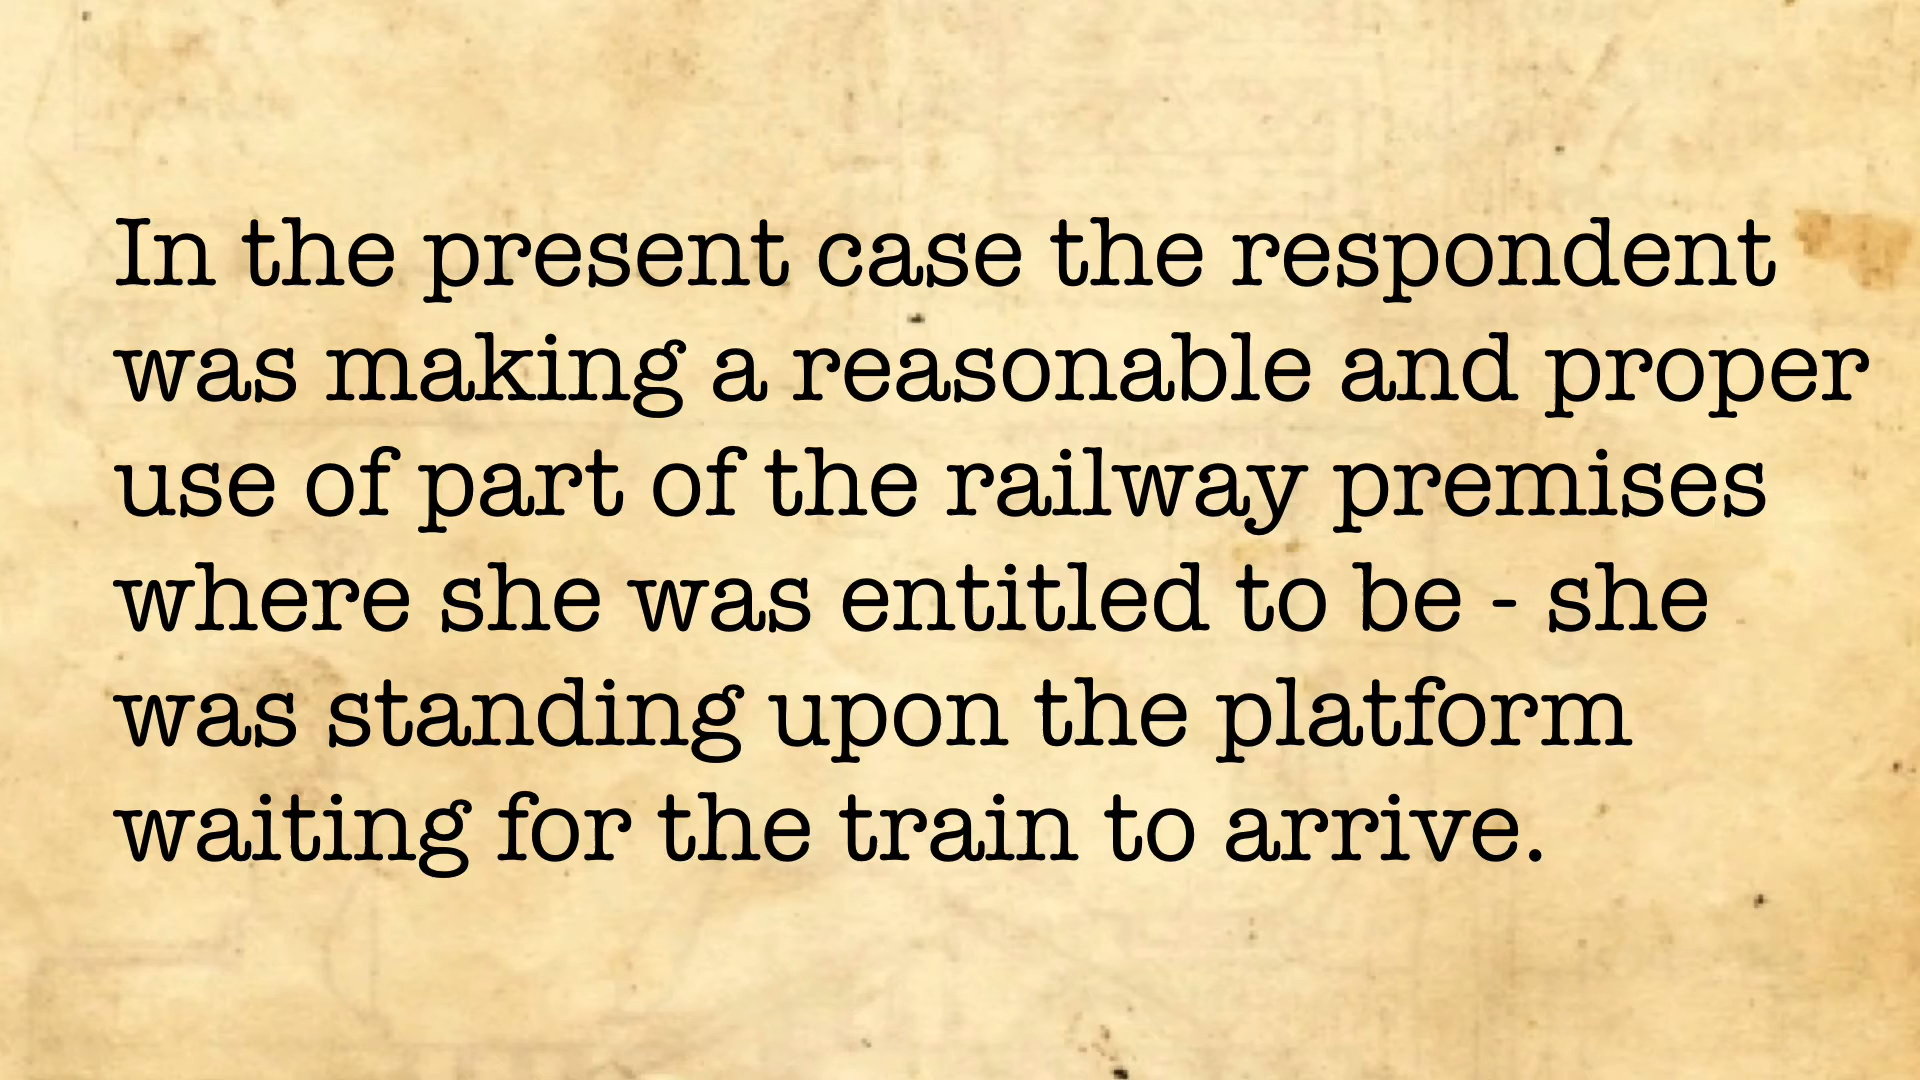 In the present case the respondent
was making a reasonable and proper
use of part of the railway premises
where she was entitled to be - she
was standing upon the platform
waiting for the train to arrive.